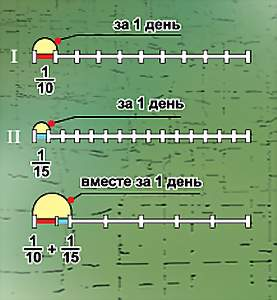 за 1 день
I
1
10
за 1 день
II
1
15
вместе за 1 день
1/10 + 1/15